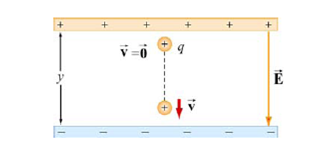 + + + + + +
v⃗ = 0⃗ + q
y
E⃗
+ v⃗
− − − − − −